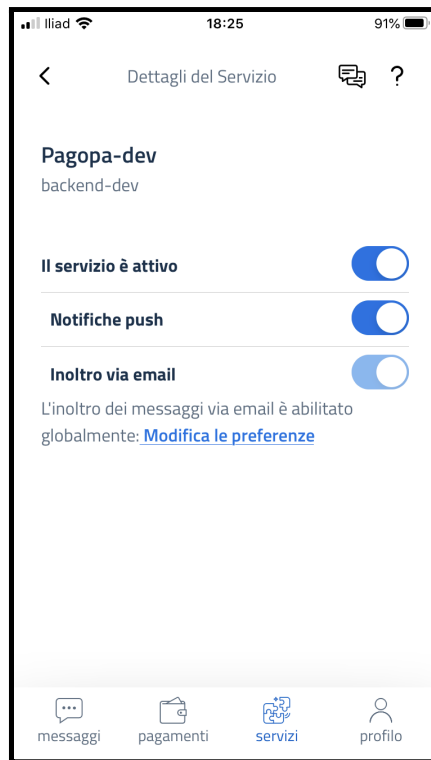 Iliad 18:25 91%
Dettagli del Servizio ?
Pagopa-dev
backend-dev
Il servizio è attivo
Notifiche push
Inoltro via email
L'inoltro dei messaggi via email è abilitato
globalmente: Modifica le preferenze
messaggi pagamenti servizi profilo